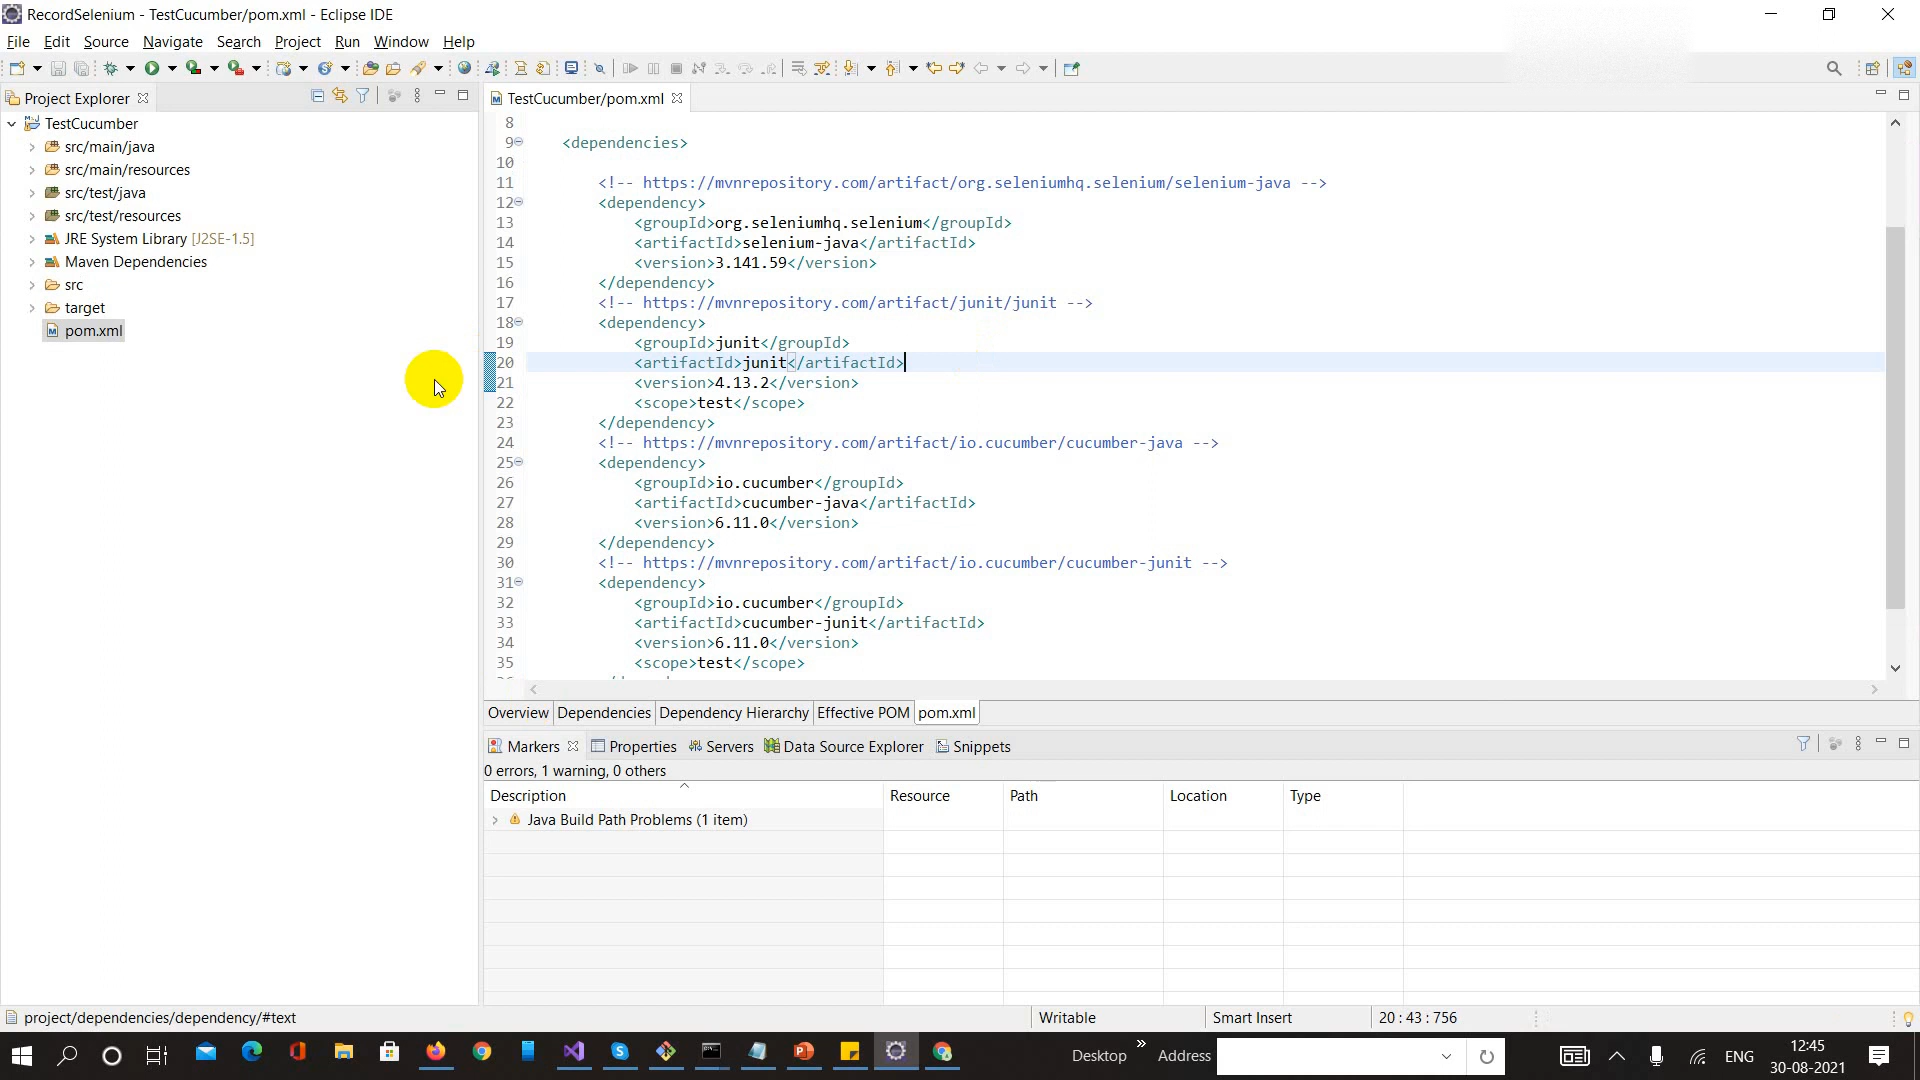 RecordSelenium - TestCucumber/pom.xml - Eclipse IDE
File Edit Source Navigate Search Project Run Window Help
Project Explorer
TestCucumber
src/main/java
src/main/resources
src/test/java
src/test/resources
JRE System Library [J2SE-1.5]
Maven Dependencies
src
target
pom.xml
TestCucumber/pom.xml
8
9 <dependencies>
10
11 <!-- https://mvnrepository.com/artifact/org.seleniumhq.selenium/selenium-java -->
12 <dependency>
13 <groupId>org.seleniumhq.selenium</groupId>
14 <artifactId>selenium-java</artifactId>
15 <version>3.141.59</version>
16 </dependency>
17 <!-- https://mvnrepository.com/artifact/junit/junit -->
18 <dependency>
19 <groupId>junit</groupId>
20 <artifactId>junit</artifactId>
21 <version>4.13.2</version>
22 <scope>test</scope>
23 </dependency>
24 <!-- https://mvnrepository.com/artifact/io.cucumber/cucumber-java -->
25 <dependency>
26 <groupId>io.cucumber</groupId>
27 <artifactId>cucumber-java</artifactId>
28 <version>6.11.0</version>
29 </dependency>
30 <!-- https://mvnrepository.com/artifact/io.cucumber/cucumber-junit -->
31 <dependency>
32 <groupId>io.cucumber</groupId>
33 <artifactId>cucumber-junit</artifactId>
34 <version>6.11.0</version>
35 <scope>test</scope>
Overview Dependencies Dependency Hierarchy Effective POM pom.xml
Markers Properties Servers Data Source Explorer Snippets
0 errors, 1 warning, 0 others
Description Resource Path Location Type
Java Build Path Problems (1 item)
project/dependencies/dependency/#text Writable Smart Insert 20 : 43 : 756
Desktop » Address ENG 12:45
30-08-2021